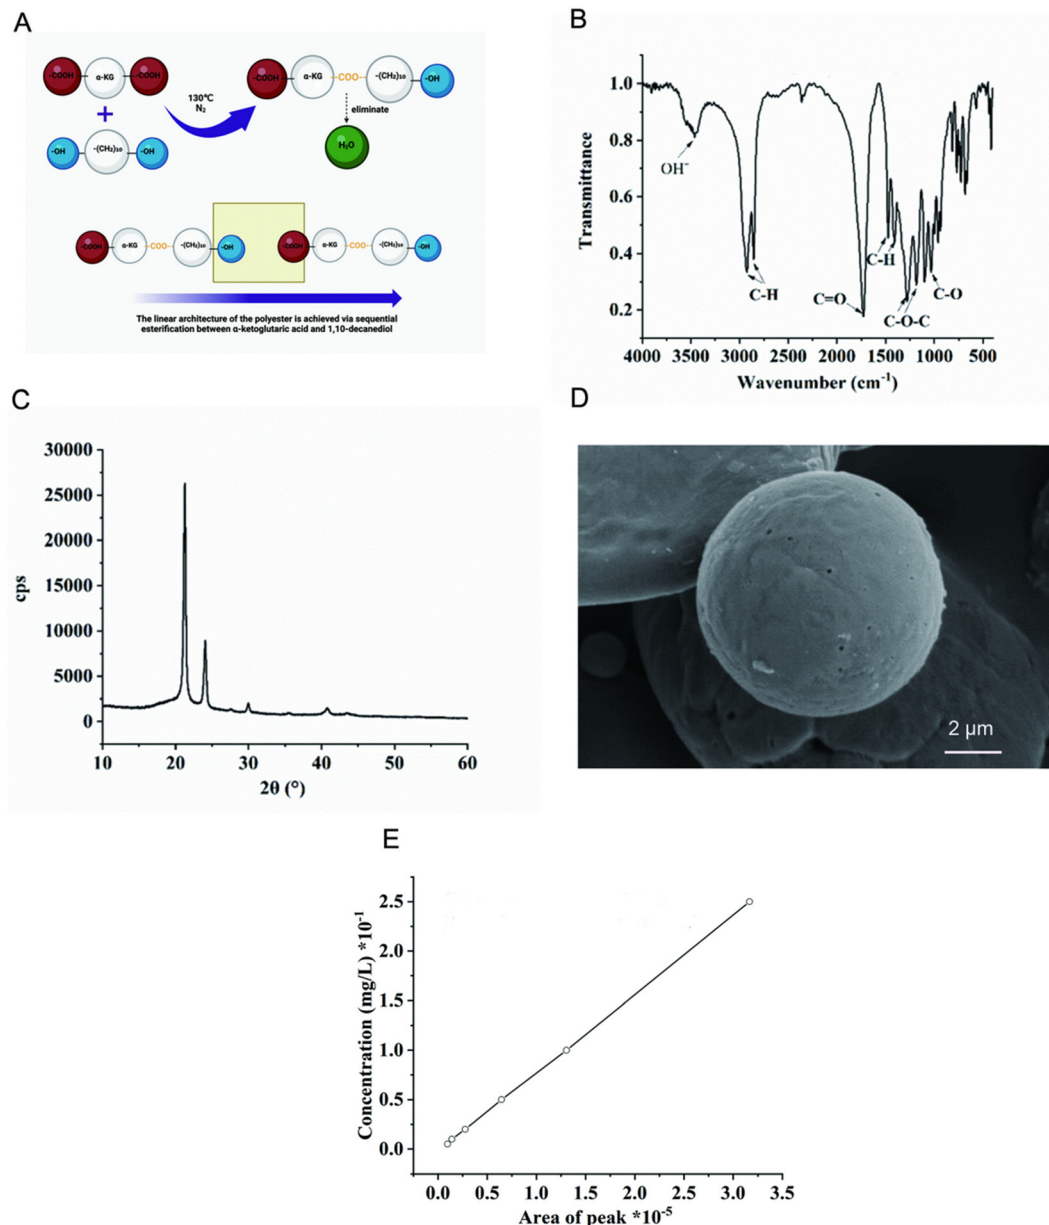 A
-COOH
α-KG
-COOH
130℃
N₂
-COOH
α-KG
-COO-
-(CH₂)₁₀
-OH
eliminate
H₂O
+
-OH
-(CH₂)₁₀
-OH
-COOH
α-KG
-COO-
-(CH₂)₁₀
-OH
-COOH
α-KG
-COO-
-(CH₂)₁₀
-OH
The linear architecture of the polyester is achieved via sequential
esterification between α-ketoglutaric acid and 1,10-decanediol
B
Transmittance
1.0
0.8
0.6
0.4
0.2
OH⁻
C-H
C=O
C-H
C-O-C
C-O
4000 3500 3000 2500 2000 1500 1000 500
Wavenumber (cm⁻¹)
C
cps
30000
25000
20000
15000
10000
5000
0
10 20 30 40 50 60
2θ (°)
D
2 μm
E
Concentration (mg/L) *10⁻¹
2.5
2.0
1.5
1.0
0.5
0.0
0.0 0.5 1.0 1.5 2.0 2.5 3.0 3.5
Area of peak *10⁻⁵